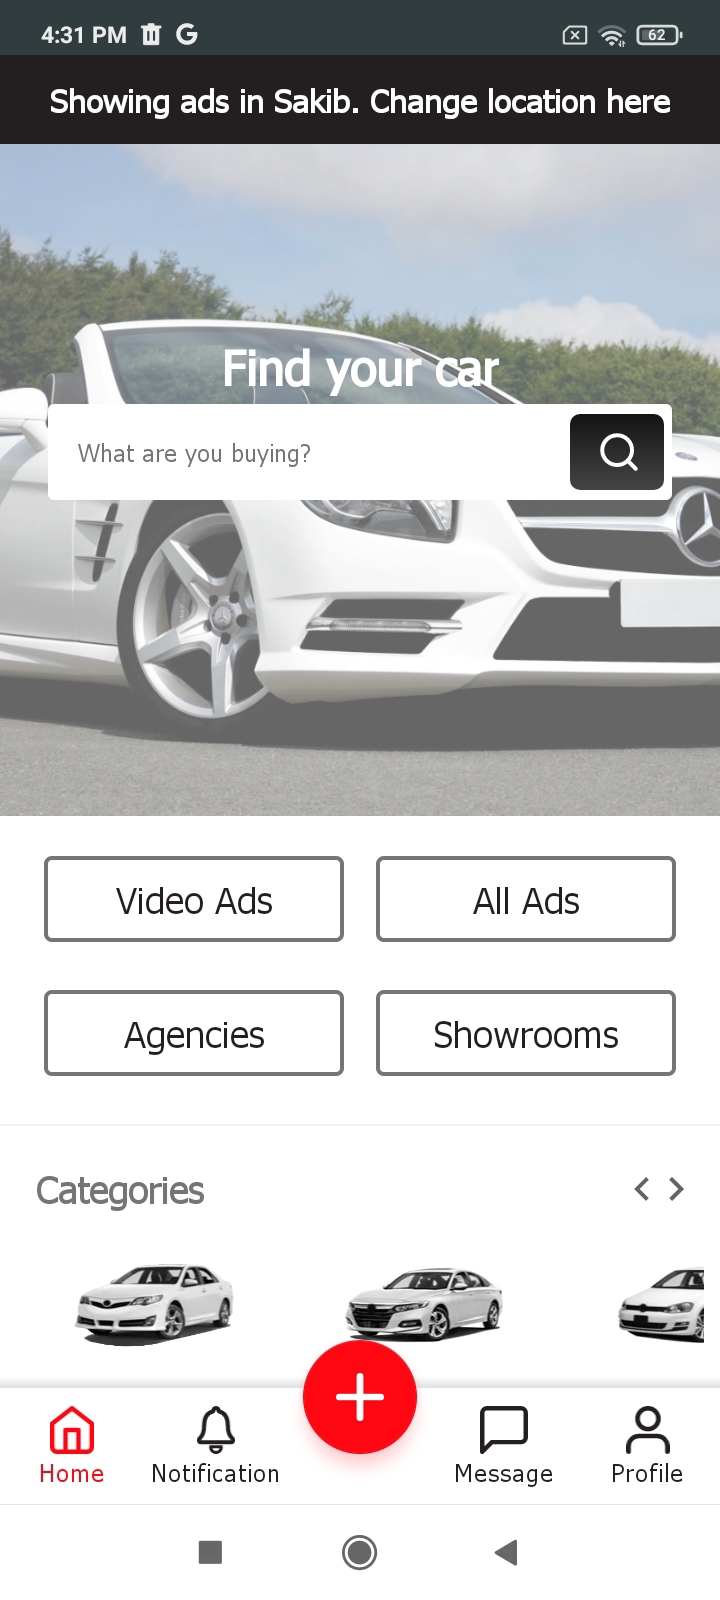 4:31 PM
62
Showing ads in Sakib. Change location here
Find your car
What are you buying?
Video Ads
All Ads
Agencies
Showrooms
Categories
Home
Notification
Message
Profile